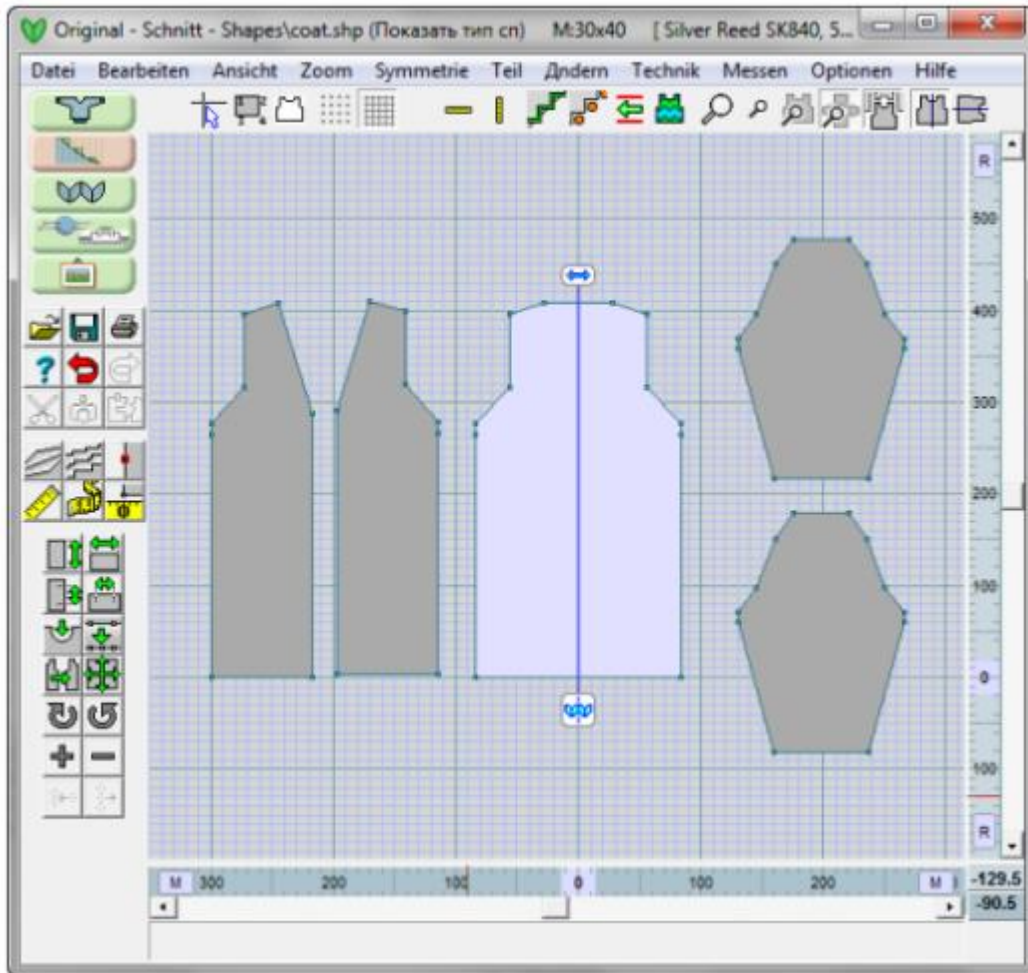 Original - Schnitt - Shapes\coat.shp (Показать тип сп) M:30x40 [ Silver Reed SK840, 5...
Datei Bearbeiten Ansicht Zoom Symmetrie Teil Дndern Technik Messen Optionen Hilfe
R
500
400
300
200
100
0
100
R
M 300 200 100 0 100 200 M
-129.5
-90.5